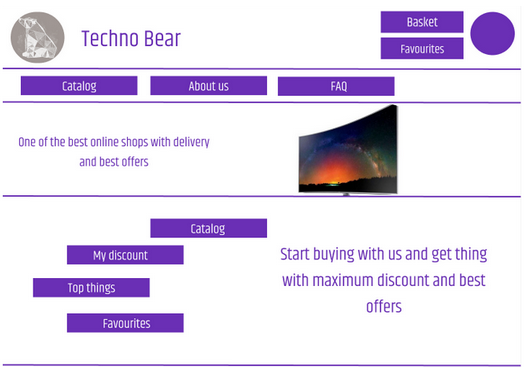 Techno Bear
Basket
Favourites
Catalog
About us
FAQ
One of the best online shops with delivery
and best offers
Catalog
My discount
Top things
Favourites
Start buying with us and get thing
with maximum discount and best
offers